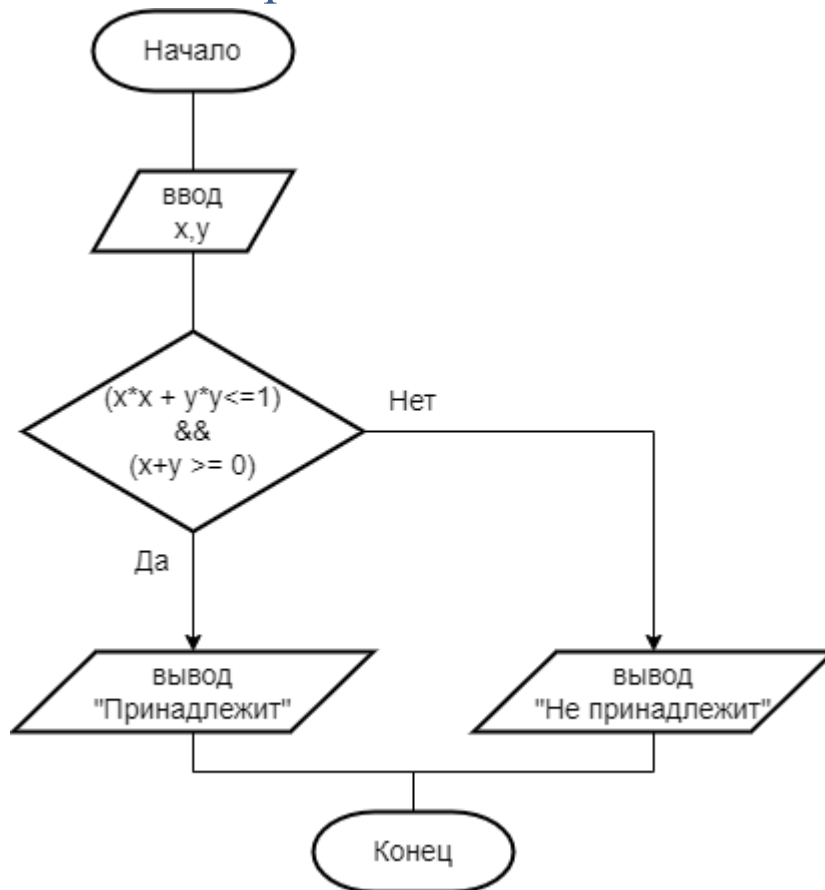 Начало
ввод
x,y
(x*x + y*y<=1)
&&
(x+y >= 0)
Нет
Да
вывод
"Принадлежит"
вывод
"Не принадлежит"
Конец